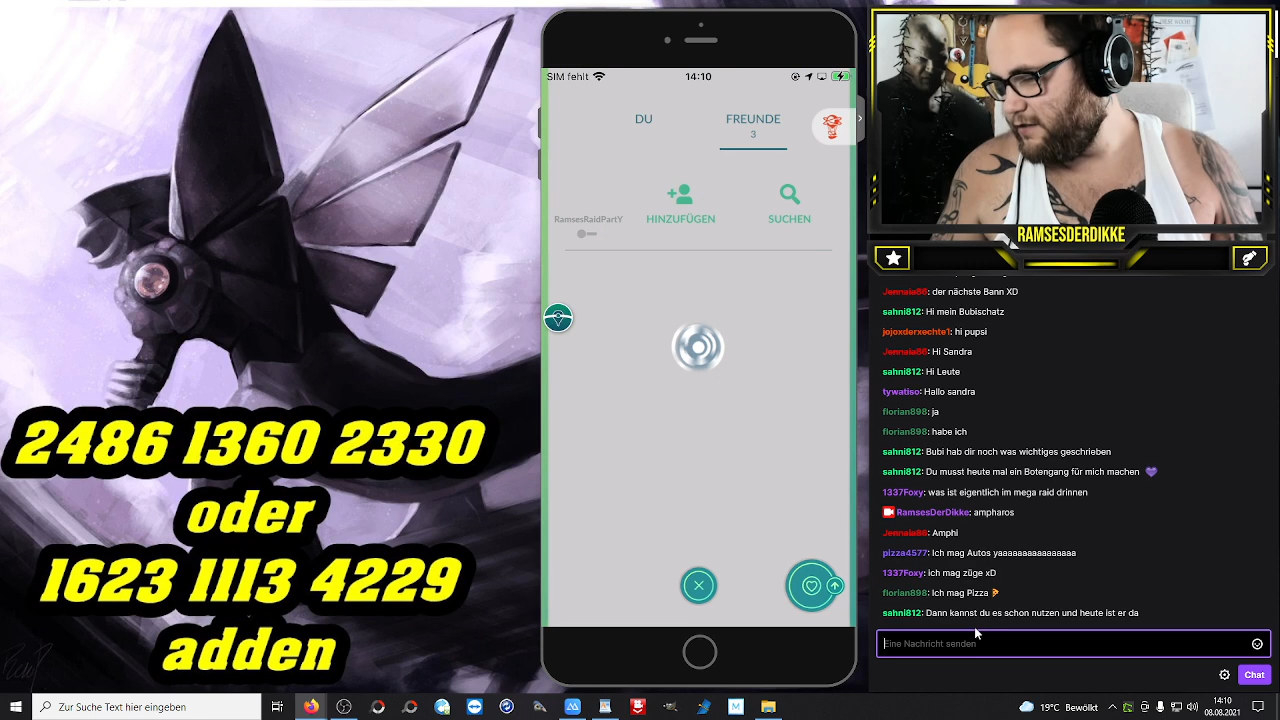 2486 1360 2330
oder
1623 1113 4229
adden
SIM fehlt
14:10
DU
FREUNDE
3
RamsesRaidPartY
HINZUFÜGEN
SUCHEN
RAMSESDERDIKKE
Jennaia86: der nächste Bann XD
sahni812: Hi mein Bubischatz
jojoxderxechte1: hi pupsi
Jennaia86: Hi Sandra
sahni812: Hi Leute
tywatiso: Hallo sandra
florian898: ja
florian898: habe ich
sahni812: Bubi hab dir noch was wichtiges geschrieben
sahni812: Du musst heute mal ein Botengang für mich machen
1337Foxy: was ist eigentlich im mega raid drinnen
RamsesDerDikke: ampharos
Jennaia86: Amphi
pizza4577: Ich mag Autos yaaaaaaaaaaaaaaa
1337Foxy: ich mag züge xD
florian898: Ich mag Pizza
sahni812: Dann kannst du es schon nutzen und heute ist er da
Eine Nachricht senden
Chat
Zur Suche Text hier eingeben
19°C Bewölkt
14:10
08.08.2021